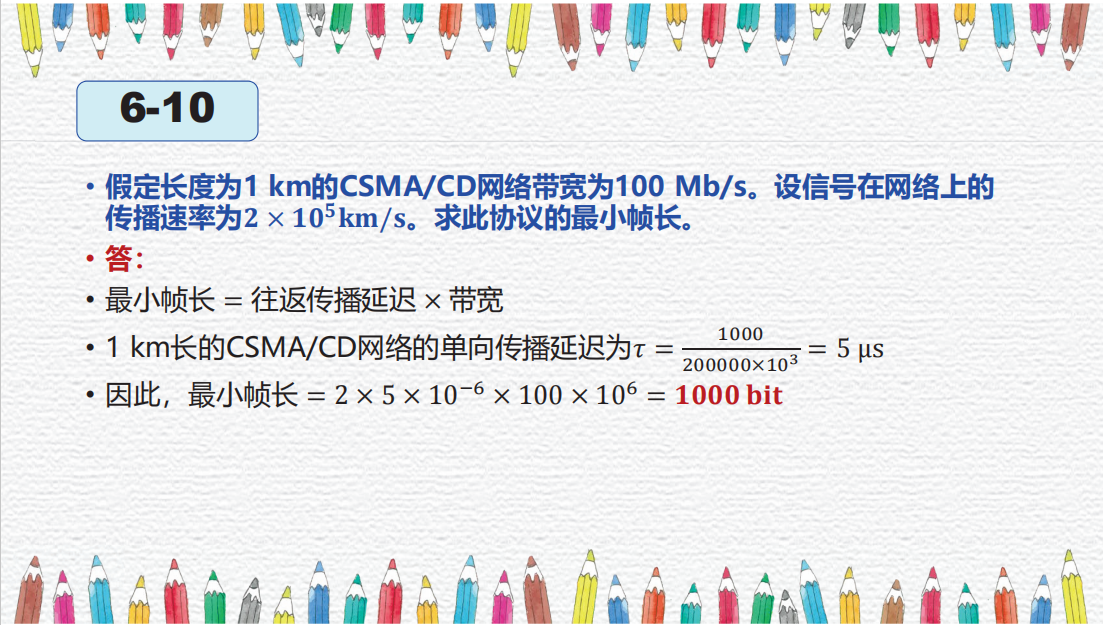 6-10
• 假定长度为1 km的CSMA/CD网络带宽为100 Mb/s。设信号在网络上的
传播速率为2 × 10⁵km/s。求此协议的最小帧长。
• 答：
• 最小帧长 = 往返传播延迟 × 带宽
• 1 km长的CSMA/CD网络的单向传播延迟为τ = 1000/(200000×10³) = 5 μs
• 因此，最小帧长 = 2 × 5 × 10⁻⁶ × 100 × 10⁶ = 1000 bit